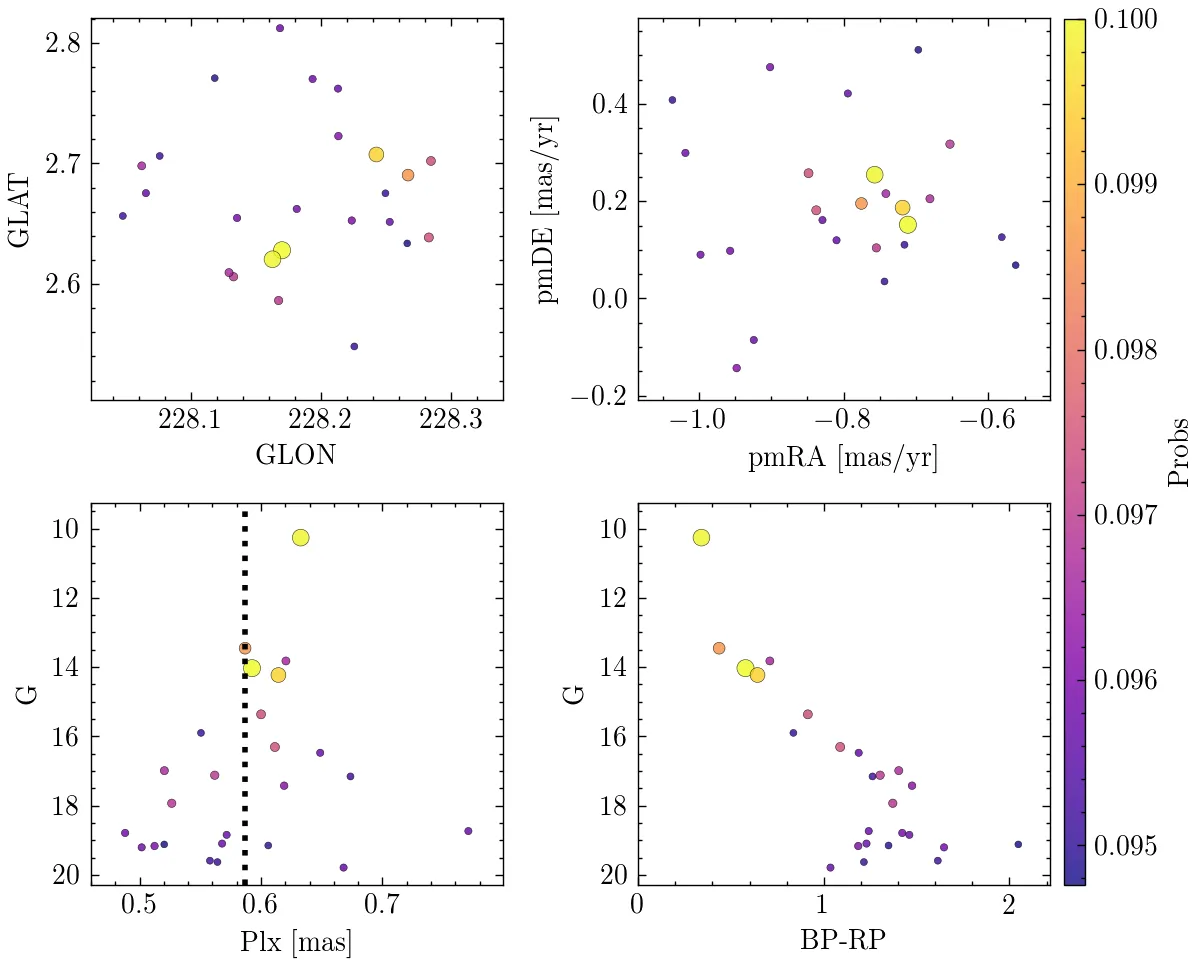 2.8
2.7
2.6
GLAT
228.1 228.2 228.3
GLON
0.4
0.2
0.0
−0.2
pmDE [mas/yr]
−1.0 −0.8 −0.6
pmRA [mas/yr]
0.100
0.099
0.098
0.097
0.096
0.095
Probs
10
12
14
16
18
20
G
0.5 0.6 0.7
Plx [mas]
10
12
14
16
18
20
G
0 1 2
BP-RP